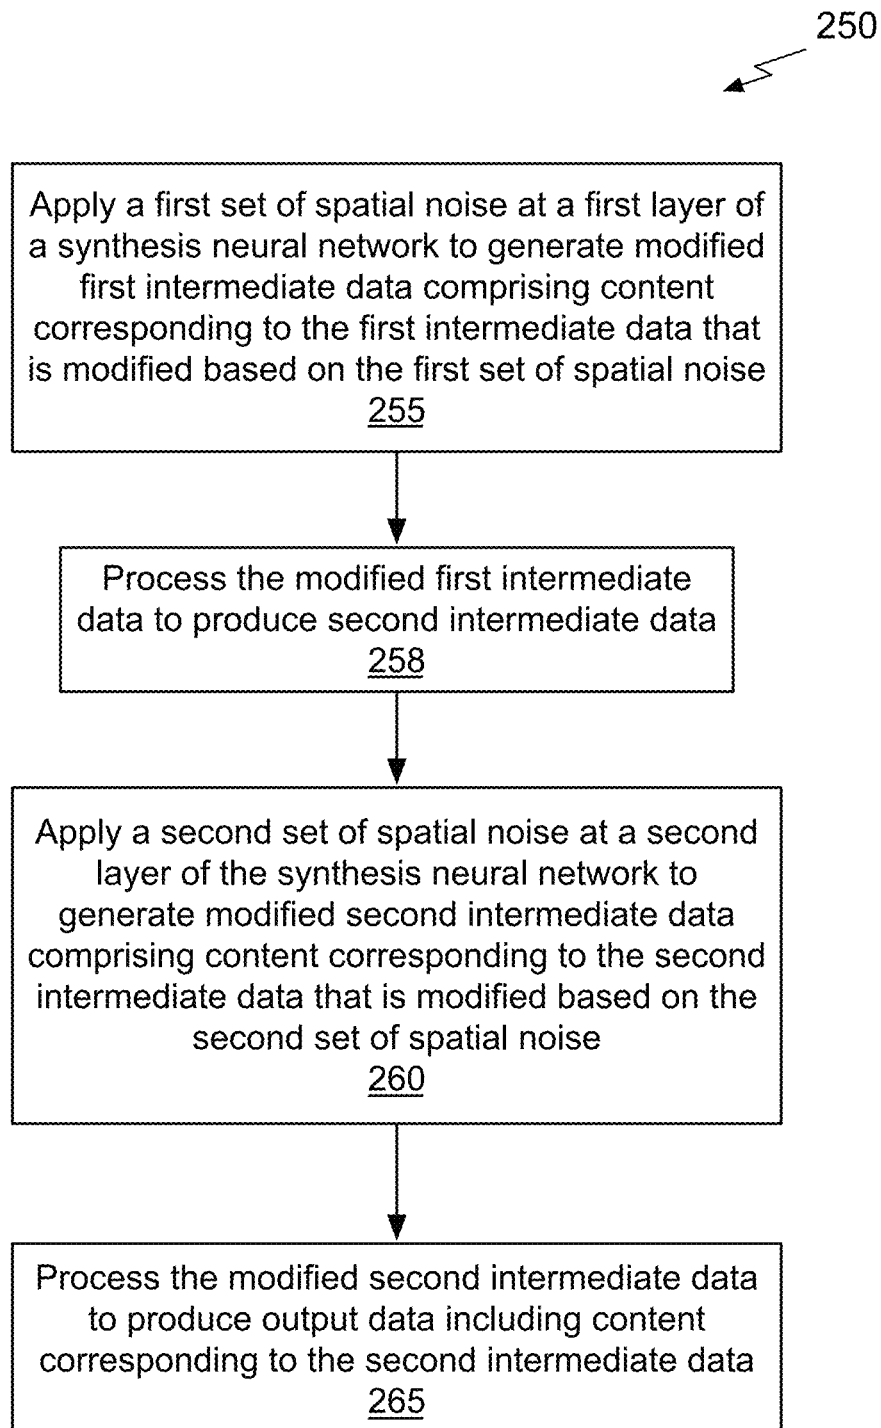 250
Apply a first set of spatial noise at a first layer of
a synthesis neural network to generate modified
first intermediate data comprising content
corresponding to the first intermediate data that
is modified based on the first set of spatial noise
255
Process the modified first intermediate
data to produce second intermediate data
258
Apply a second set of spatial noise at a second
layer of the synthesis neural network to
generate modified second intermediate data
comprising content corresponding to the second
intermediate data that is modified based on the
second set of spatial noise
260
Process the modified second intermediate data
to produce output data including content
corresponding to the second intermediate data
265